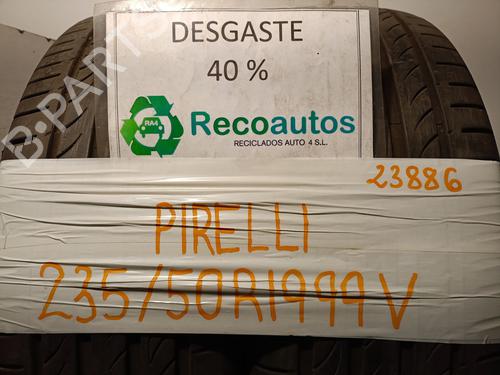 DESGASTE
40 %
RA4
Recoautos
RECICLADOS AUTO 4 S.L.
B-PARTS
23886
PIRELLI
235/50R1999V